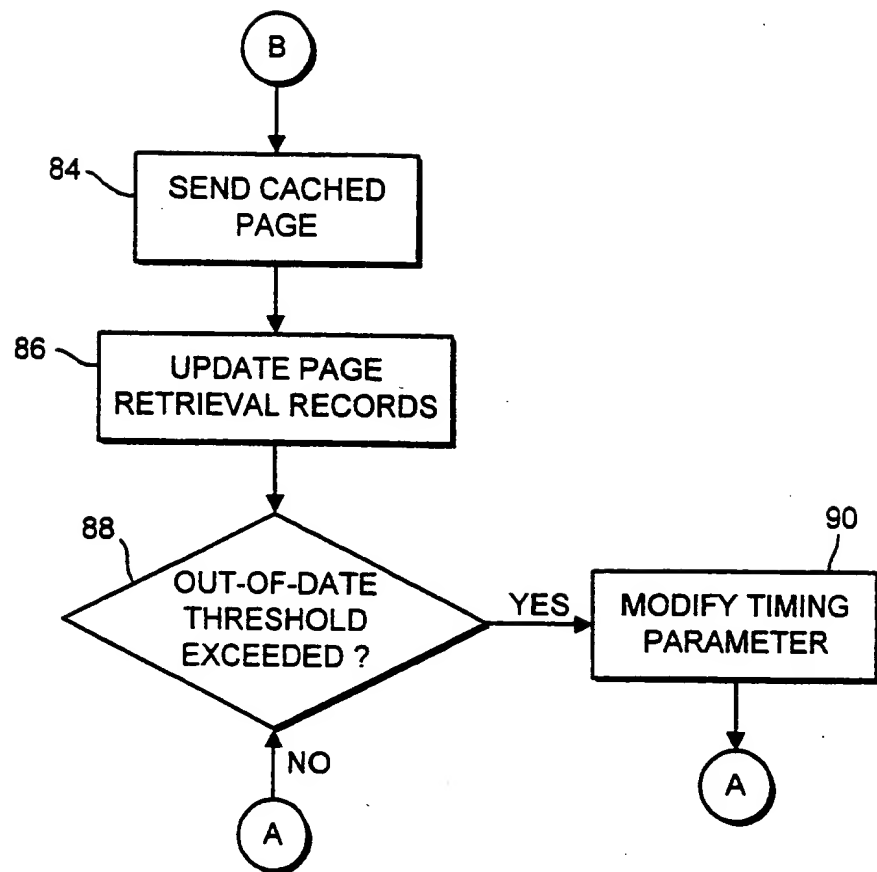 B
84
SEND CACHED
PAGE
86
UPDATE PAGE
RETRIEVAL RECORDS
88
OUT-OF-DATE
THRESHOLD
EXCEEDED ?
YES
90
MODIFY TIMING
PARAMETER
NO
A
A